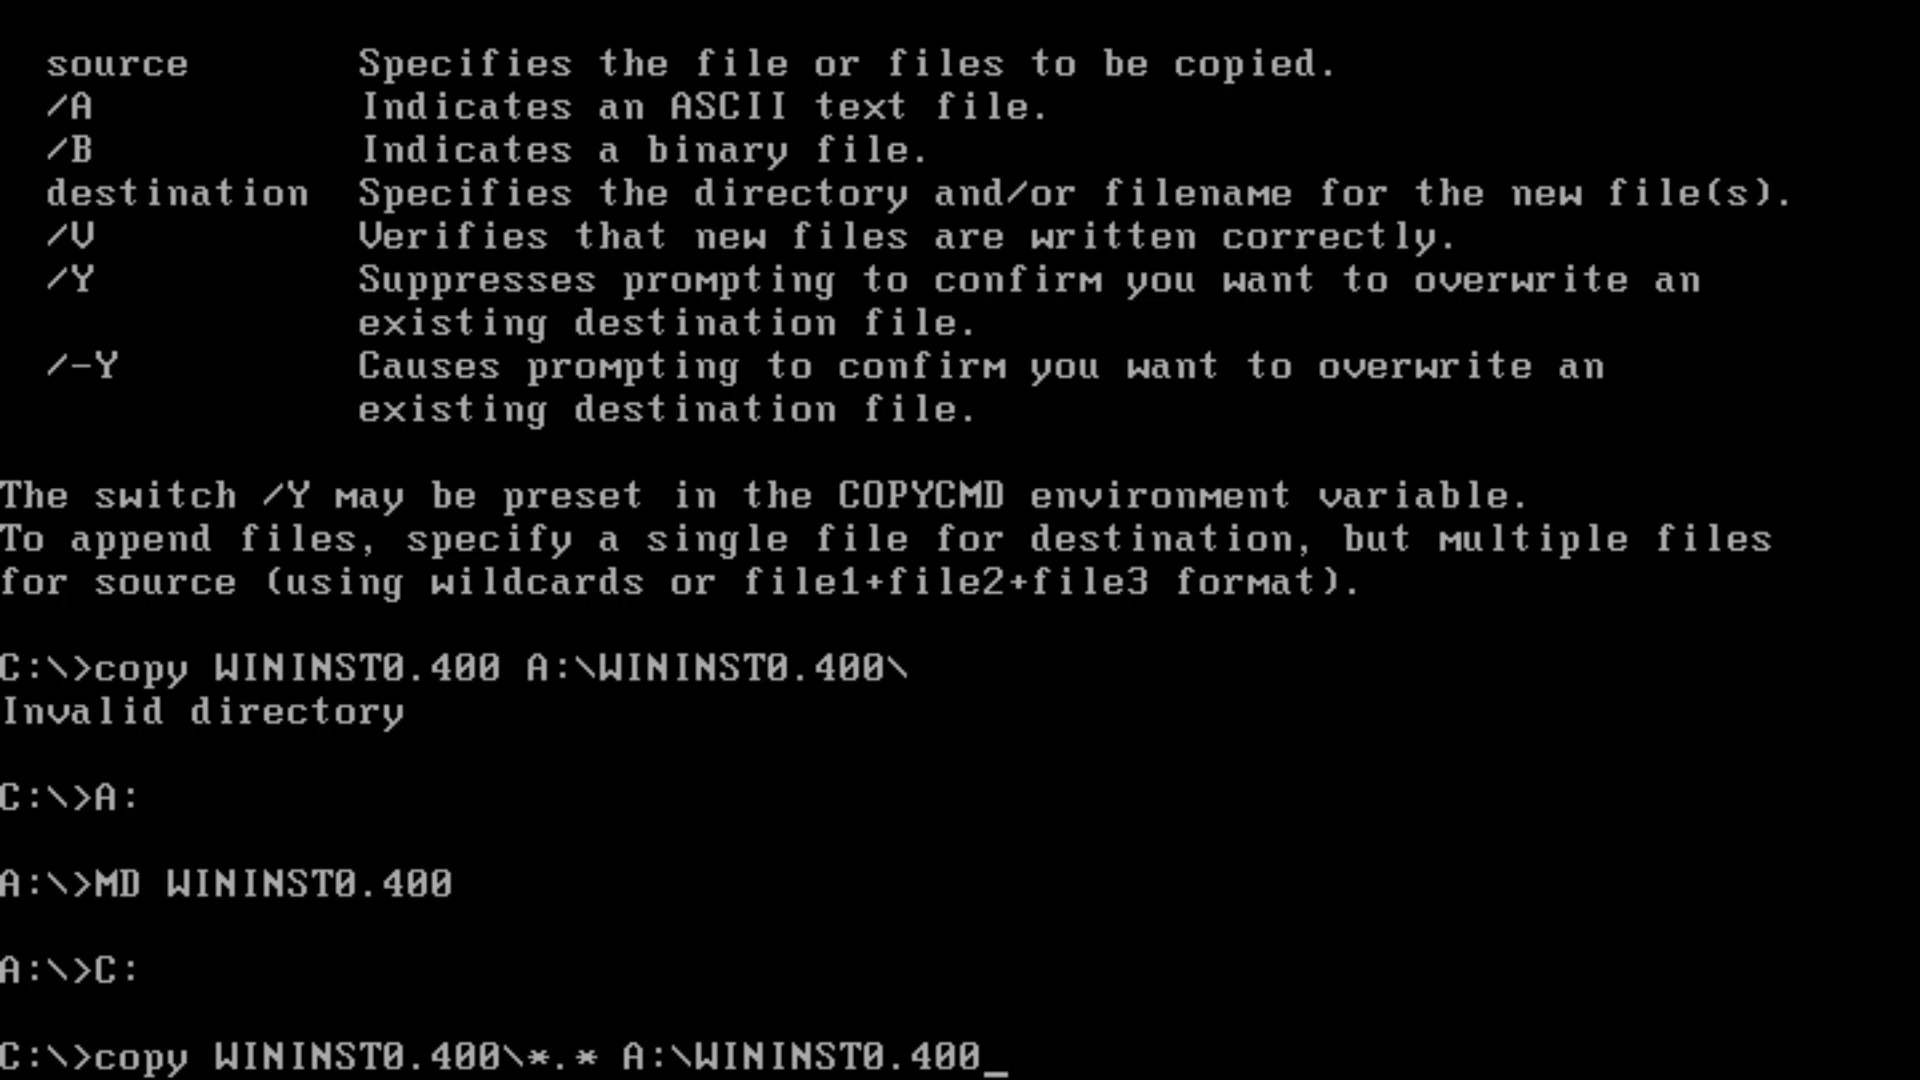 source Specifies the file or files to be copied.
/A Indicates an ASCII text file.
/B Indicates a binary file.
destination Specifies the directory and/or filename for the new file(s).
/V Verifies that new files are written correctly.
/Y Suppresses prompting to confirm you want to overwrite an
existing destination file.
/-Y Causes prompting to confirm you want to overwrite an
existing destination file.
The switch /Y may be preset in the COPYCMD environment variable.
To append files, specify a single file for destination, but multiple files
for source (using wildcards or file1+file2+file3 format).
C:\>copy WININST0.400 A:\WININST0.400\
Invalid directory
C:\>A:
A:\>MD WININST0.400
A:\>C:
C:\>copy WININST0.400\*.* A:\WININST0.400_